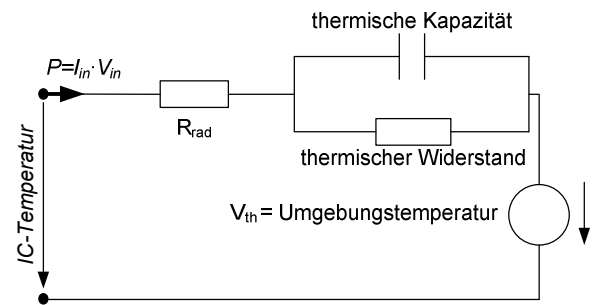 thermische Kapazität
P=Iin·Vin
Rrad
thermischer Widerstand
IC-Temperatur
Vth = Umgebungstemperatur